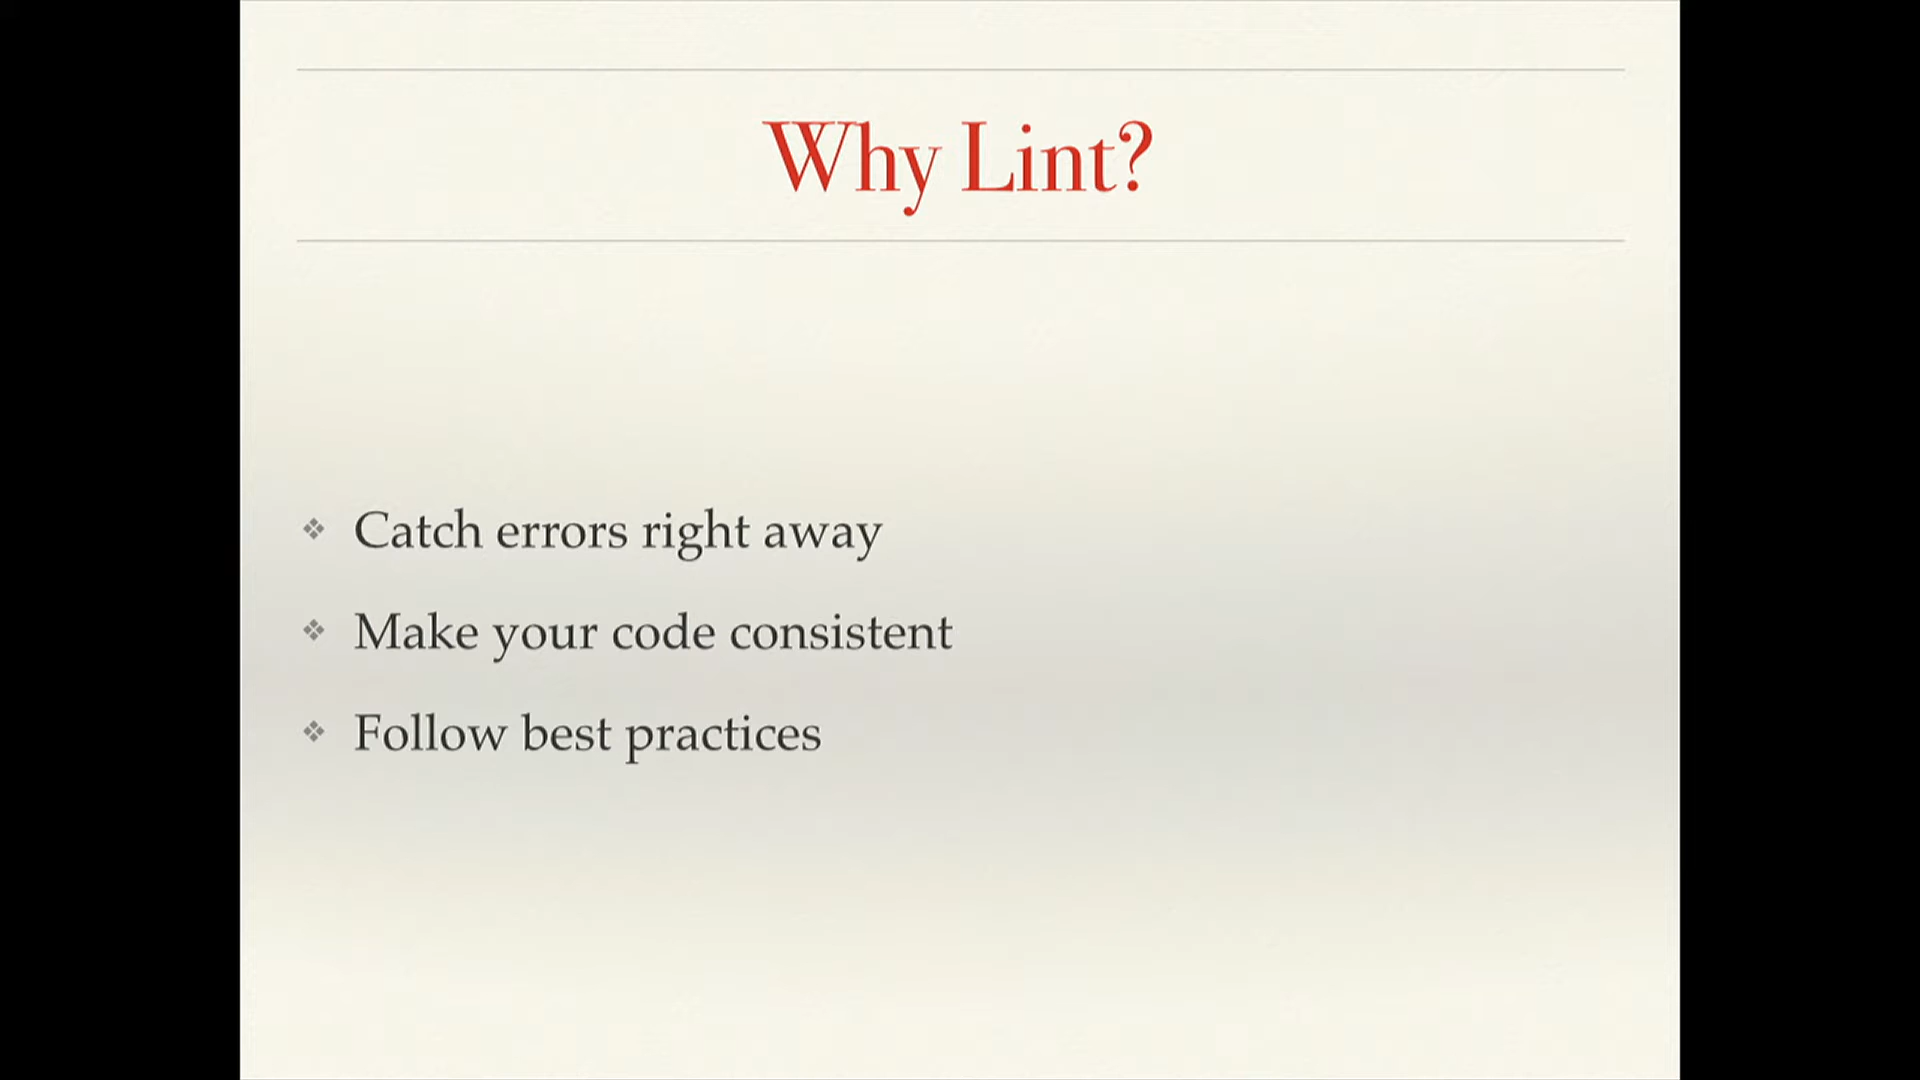 Why Lint?
❖ Catch errors right away
❖ Make your code consistent
❖ Follow best practices